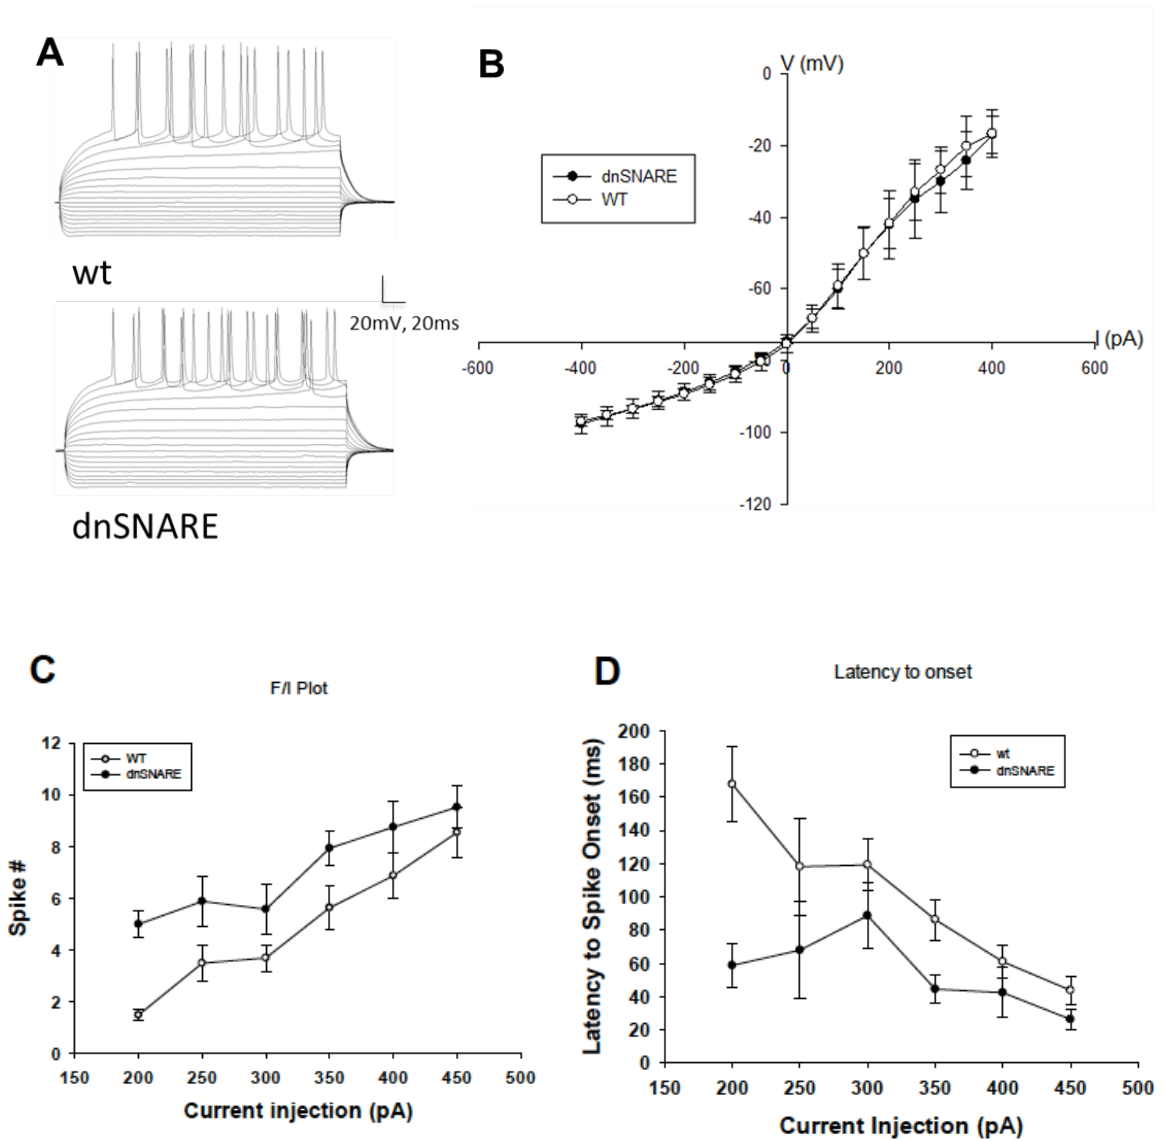 A
wt
20mV, 20ms
dnSNARE
B
V (mV)
0
-20
-40
-60
-100
-120
dnSNARE
WT
I (pA)
-600
-400
-200
0
200
400
600
C
F/I Plot
WT
dnSNARE
Spike #
12
10
8
6
4
2
0
150
200
250
300
350
400
450
500
Current injection (pA)
D
Latency to onset
wt
dnSNARE
Latency to Spike Onset (ms)
200
180
160
140
120
100
80
60
40
20
0
150
200
250
300
350
400
450
500
Current Injection (pA)